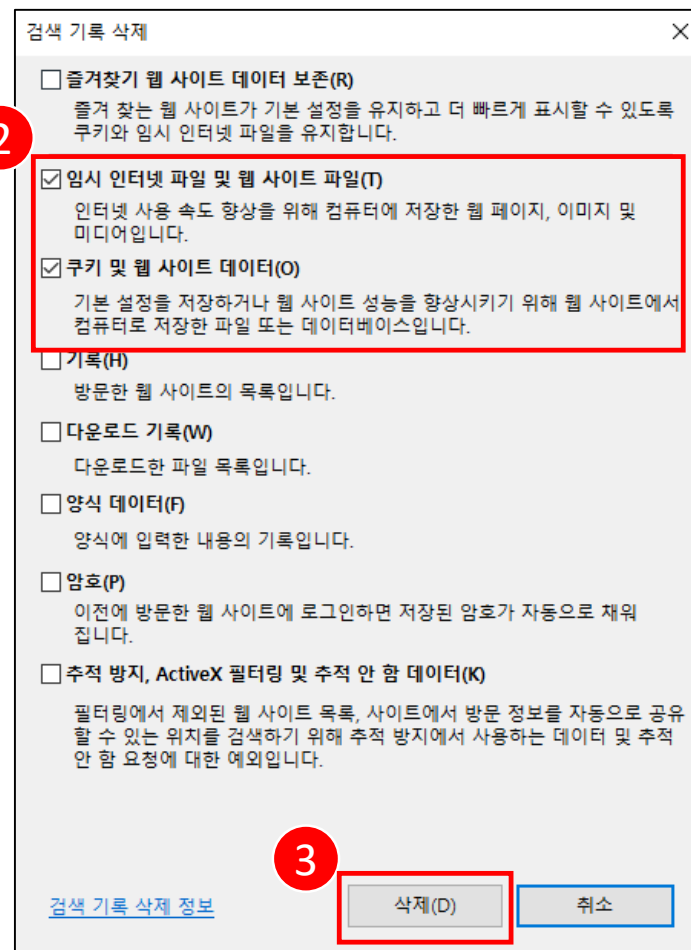 검색 기록 삭제
즐겨찾기 웹 사이트 데이터 보존(R)
즐겨 찾는 웹 사이트가 기본 설정을 유지하고 더 빠르게 표시할 수 있도록
쿠키와 임시 인터넷 파일을 유지합니다.
2
임시 인터넷 파일 및 웹 사이트 파일(T)
인터넷 사용 속도 향상을 위해 컴퓨터에 저장한 웹 페이지, 이미지 및
미디어입니다.
쿠키 및 웹 사이트 데이터(O)
기본 설정을 저장하거나 웹 사이트 성능을 향상시키기 위해 웹 사이트에서
컴퓨터로 저장한 파일 또는 데이터베이스입니다.
기록(H)
방문한 웹 사이트의 목록입니다.
다운로드 기록(W)
다운로드한 파일 목록입니다.
양식 데이터(F)
양식에 입력한 내용의 기록입니다.
암호(P)
이전에 방문한 웹 사이트에 로그인하면 저장된 암호가 자동으로 채워
집니다.
추적 방지, ActiveX 필터링 및 추적 안 함 데이터(K)
필터링에서 제외된 웹 사이트 목록, 사이트에서 방문 정보를 자동으로 공유
할 수 있는 위치를 검색하기 위해 추적 방지에서 사용하는 데이터 및 추적
안 함 요청에 대한 예외입니다.
3
검색 기록 삭제 정보
삭제(D)
취소